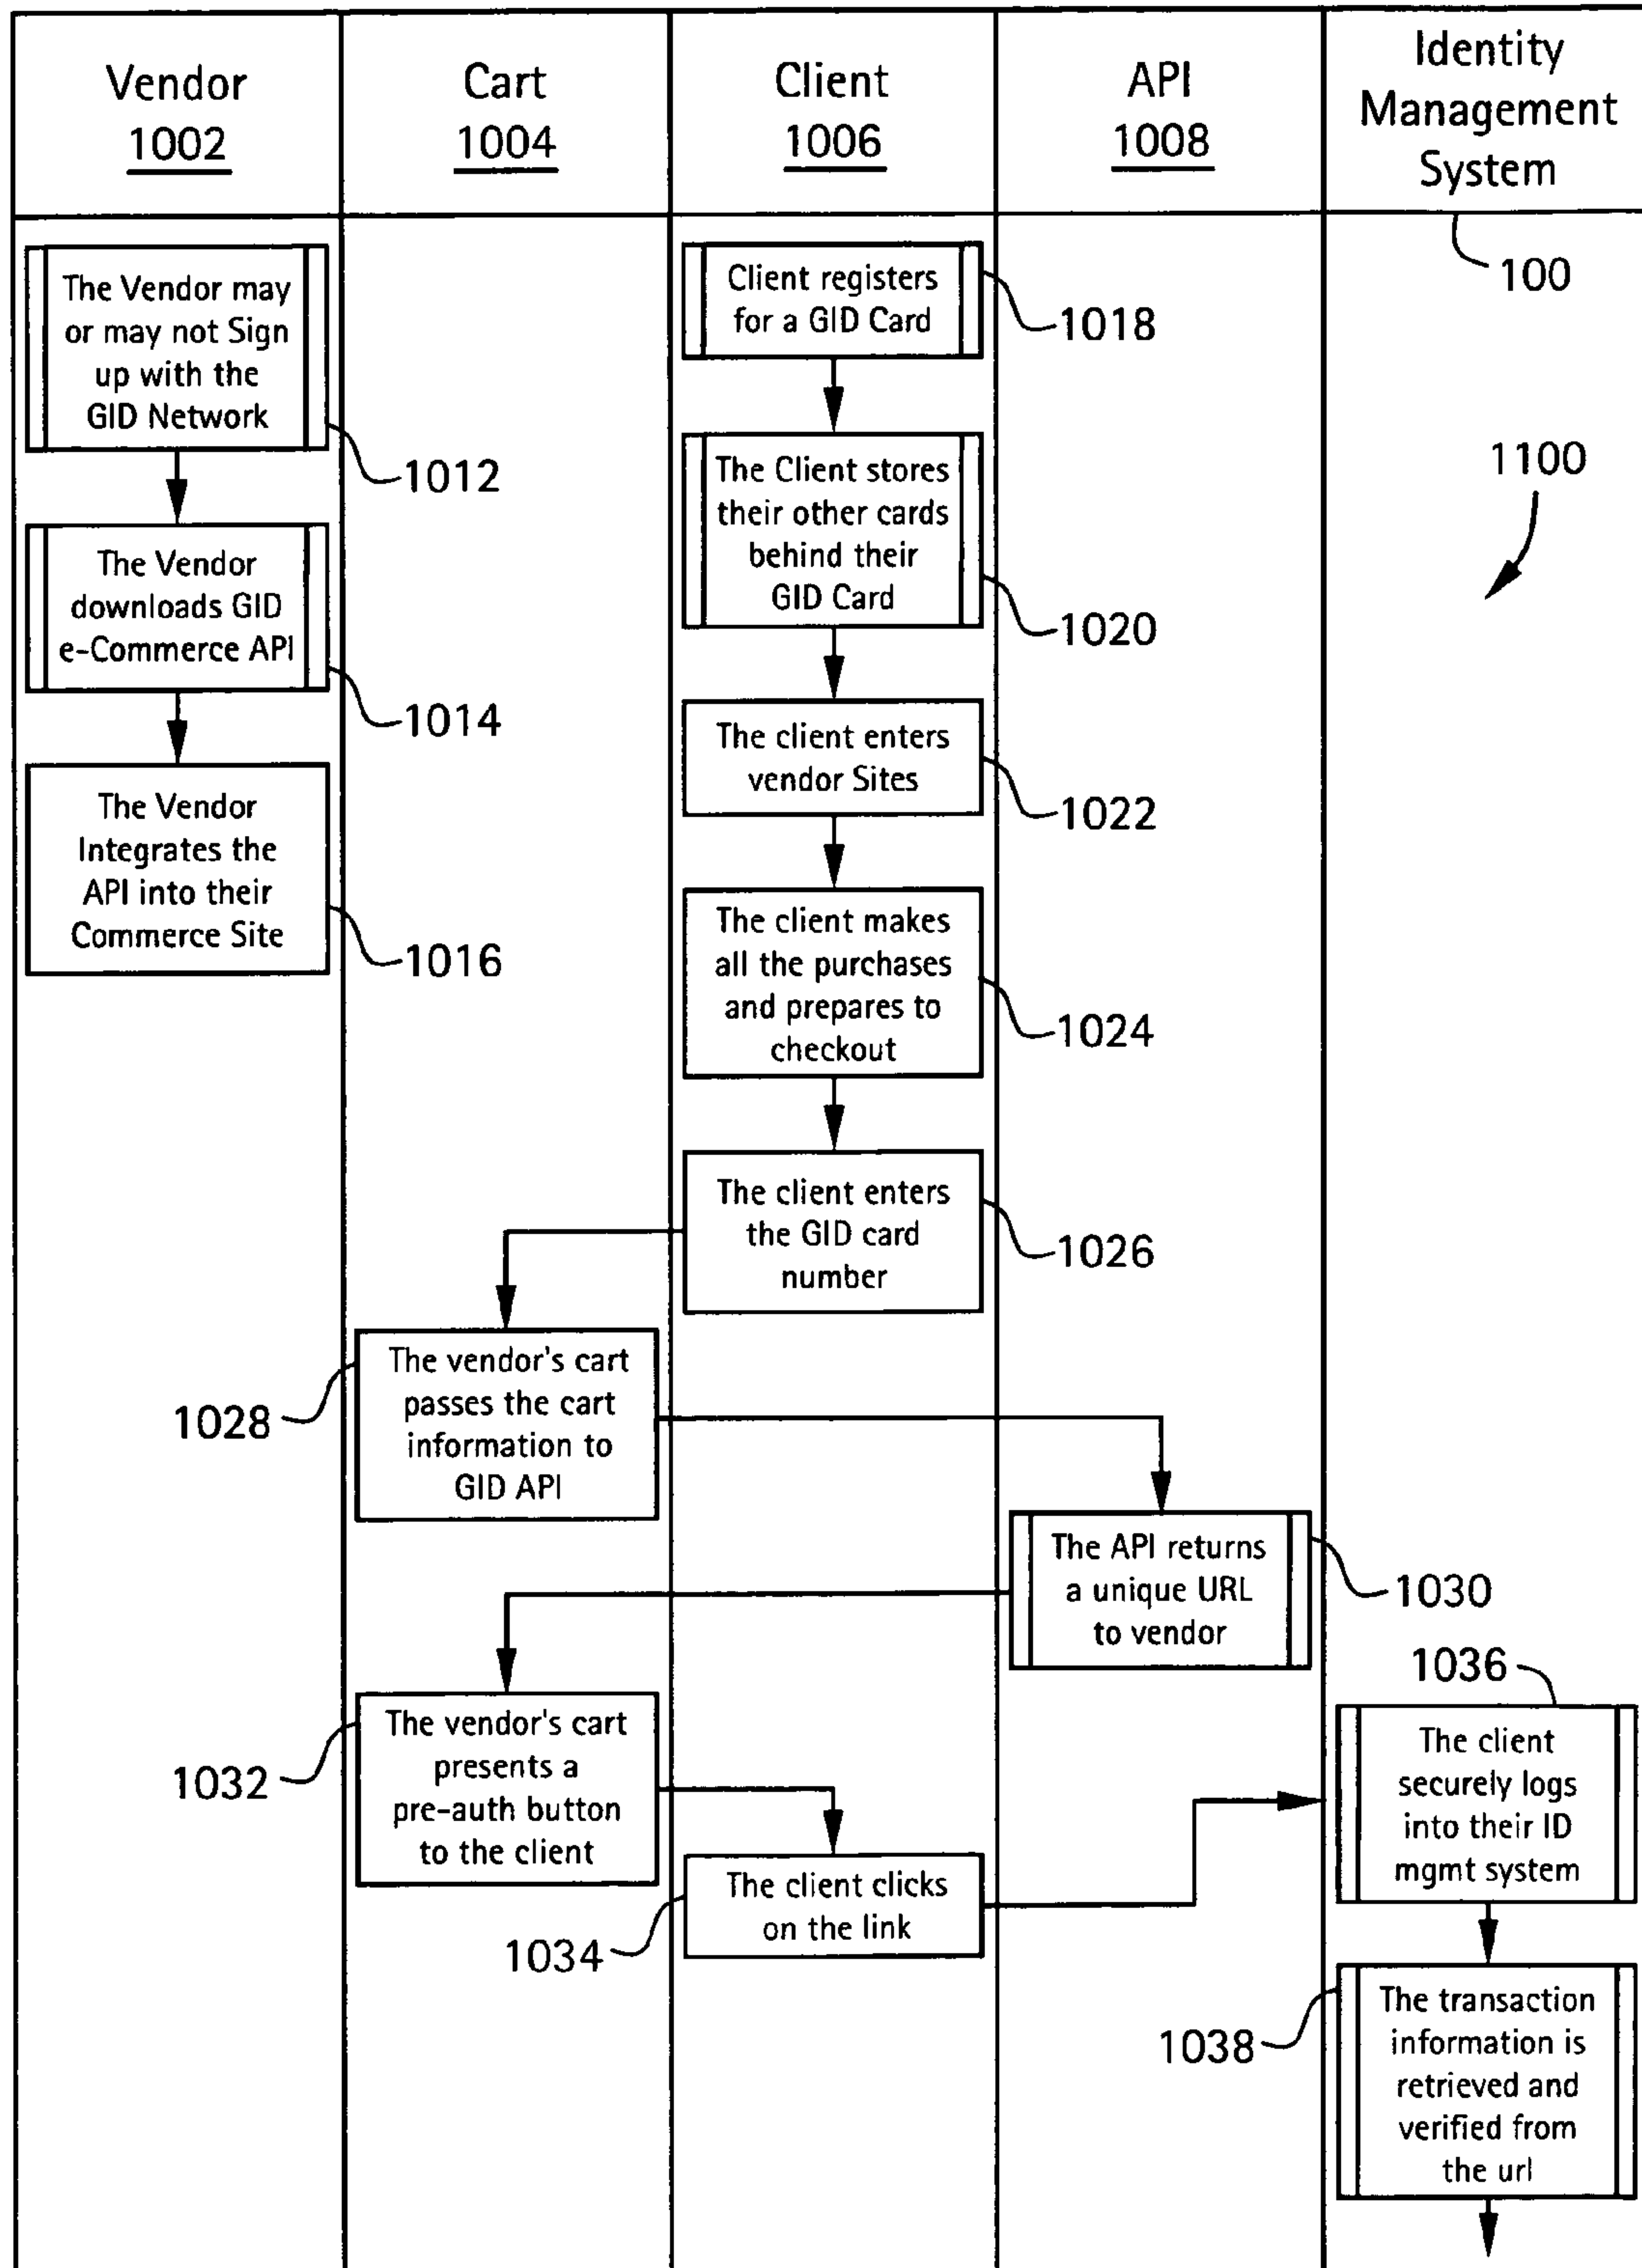 Vendor
1002
Cart
1004
Client
1006
API
1008
Identity
Management
System
100
1100
The Vendor may
or may not Sign
up with the
GID Network
1012
The Vendor
downloads GID
e-Commerce API
1014
The Vendor
Integrates the
API into their
Commerce Site
1016
Client registers
for a GID Card
1018
The Client stores
their other cards
behind their
GID Card
1020
The client enters
vendor Sites
1022
The client makes
all the purchases
and prepares to
checkout
1024
The client enters
the GID card
number
1026
The vendor's cart
passes the cart
information to
GID API
1028
The API returns
a unique URL
to vendor
1030
The vendor's cart
presents a
pre-auth button
to the client
1032
The client clicks
on the link
1034
1036
The client
securely logs
into their ID
mgmt system
The transaction
information is
retrieved and
verified from
the url
1038